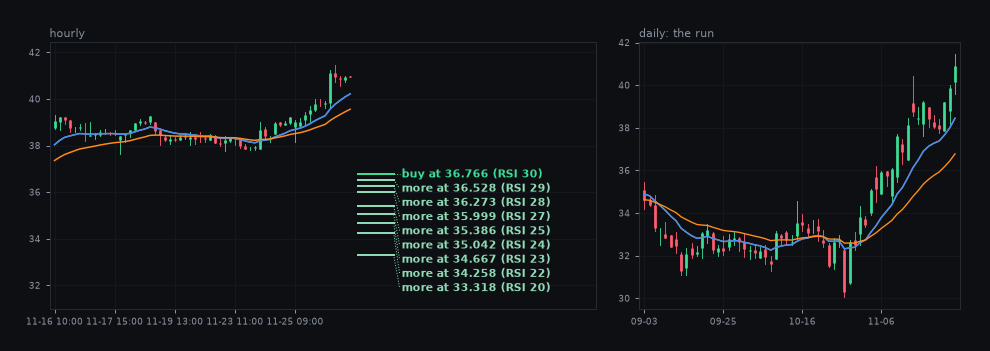 hourly
42
40
38
36
34
32
buy at 36.766 (RSI 30)
more at 36.528 (RSI 29)
more at 36.273 (RSI 28)
more at 35.999 (RSI 27)
more at 35.386 (RSI 25)
more at 35.042 (RSI 24)
more at 34.667 (RSI 23)
more at 34.258 (RSI 22)
more at 33.318 (RSI 20)
11-16 10:00 11-17 15:00 11-19 13:00 11-23 11:00 11-25 09:00
daily: the run
42
40
38
36
34
32
30
09-03 09-25 10-16 11-06